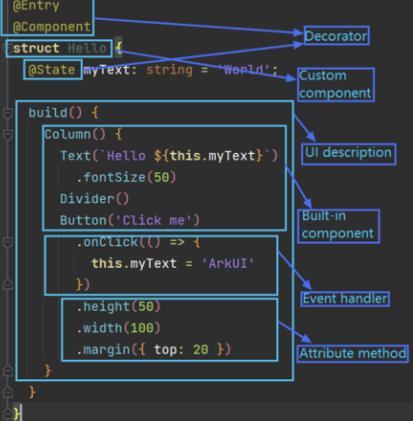 @Entry
@Component
Decorator
struct Hello {
@State myText: string = 'World';
Custom
component
build() {
Column() {
UI description
Text(`Hello ${this.myText}`)
.fontSize(50)
Divider()
Button('Click me')
Built-in
component
.onClick(() => {
this.myText = 'ArkUI'
})
Event handler
.height(50)
.width(100)
.margin({ top: 20 })
Attribute method
}
}
}